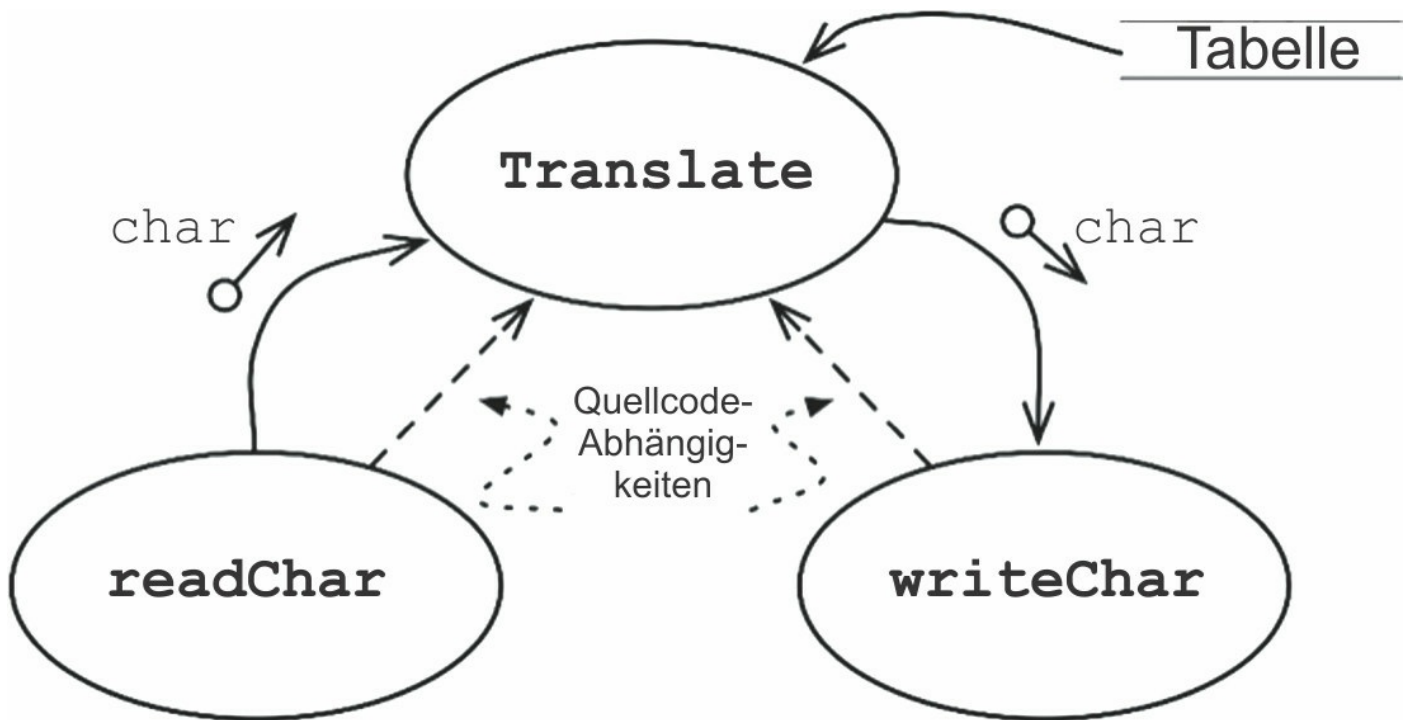 Tabelle
Translate
char
char
Quellcode-
Abhängig-
keiten
readChar
writeChar